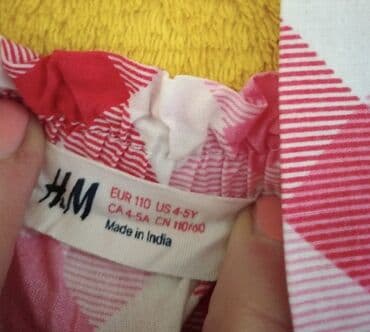 H&M
EUR 110 US 4-5Y
CA 4-5A CN 110/60
Made in India